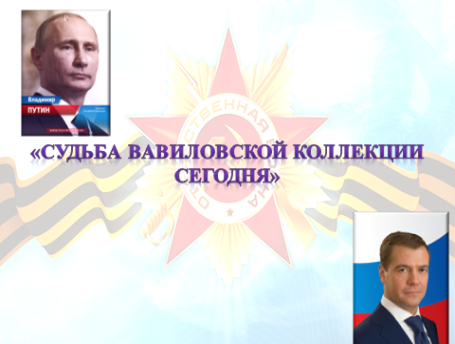 Владимир
ПУТИН
«СУДЬБА ВАВИЛОВСКОЙ КОЛЛЕКЦИИ
СЕГОДНЯ»